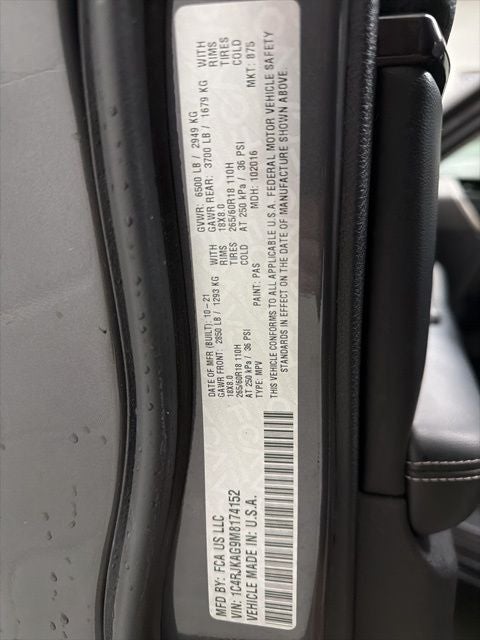 MFD BY: FCA US LLC
DATE OF MFR (BUILT): 10-21
GVWR: 6500 LB / 2949 KG
GAWR FRONT: 2850 LB / 1293 KG WITH
GAWR REAR: 3700 LB / 1679 KG WITH
18X8.0 RIMS
18X8.0 RIMS
265/60R18 110H TIRES
265/60R18 110H TIRES
AT 250 kPa / 36 PSI COLD
AT 250 kPa / 36 PSI COLD
VIN: 1C4RJKAG9M8174152
TYPE: MPV
PAINT: PAS
MDH: 102016
MKT: 875
VEHICLE MADE IN: U.S.A.
THIS VEHICLE CONFORMS TO ALL APPLICABLE U.S.A. FEDERAL MOTOR VEHICLE SAFETY
STANDARDS IN EFFECT ON THE DATE OF MANUFACTURE SHOWN ABOVE.